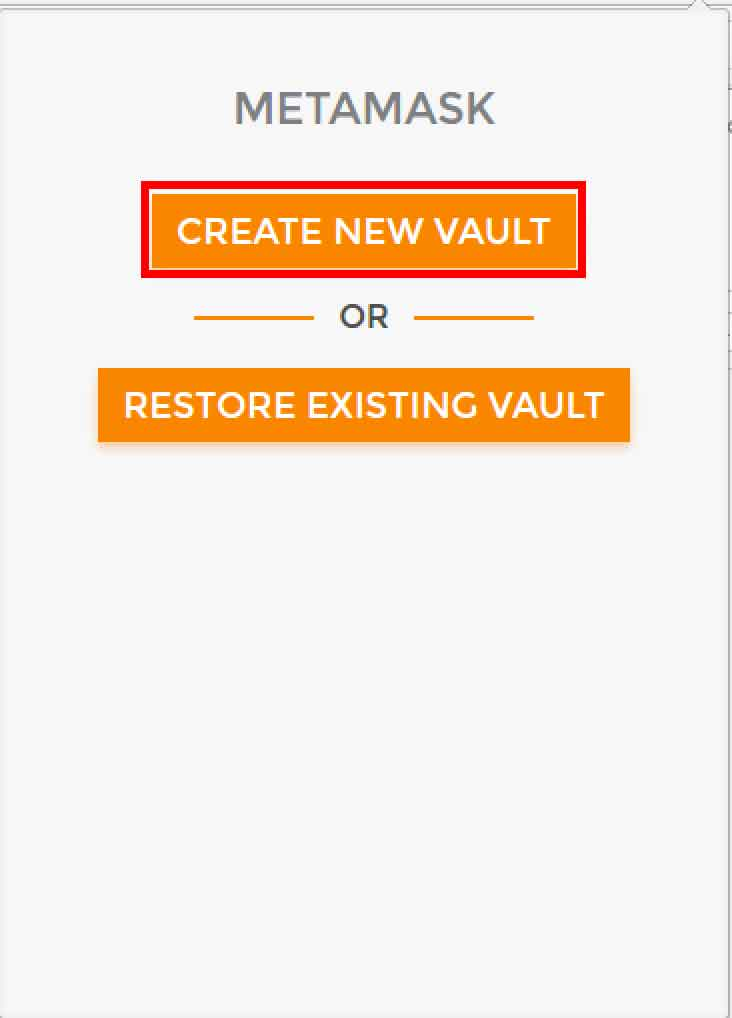 METAMASK
CREATE NEW VAULT
OR
RESTORE EXISTING VAULT